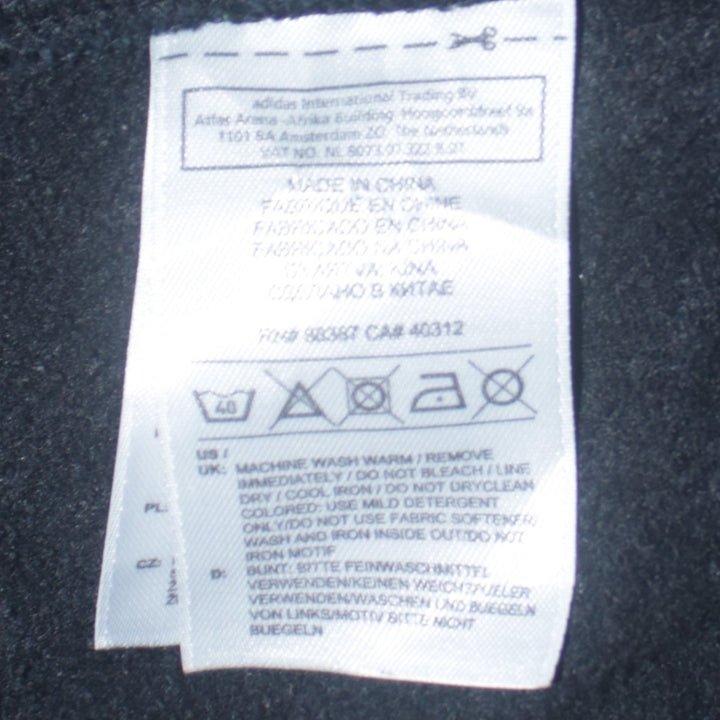 adidas International Trading BV
Atlas Arena -Afrika Building Hoogoorddreef 9a
1101 BA Amsterdam ZO The Netherlands
VAT NO. NL 8073.07.327.B.01
MADE IN CHINA
FABRIQUE EN CHINE
FABRICADO EN CHINA
FABRICADO NA CHINA
KINA
СДЕЛАНО В КИТАЕ
RN# 88387 CA# 40312
40
US /
UK: MACHINE WASH WARM / REMOVE
IMMEDIATELY / DO NOT BLEACH / LINE
DRY / COOL IRON / DO NOT DRYCLEAN
COLORED: USE MILD DETERGENT
ONLY/DO NOT USE FABRIC SOFTENER/
WASH AND IRON INSIDE OUT/DO NOT
IRON MOTIF
D: BUNT: BITTE FEINWASCHMITTEL
VERWENDEN/KEINEN WEICHSPUELER
VERWENDEN/WASCHEN UND BUEGELN
VON LINKS/MOTIV BITTE NICHT
BUEGELN
PL:
CZ: